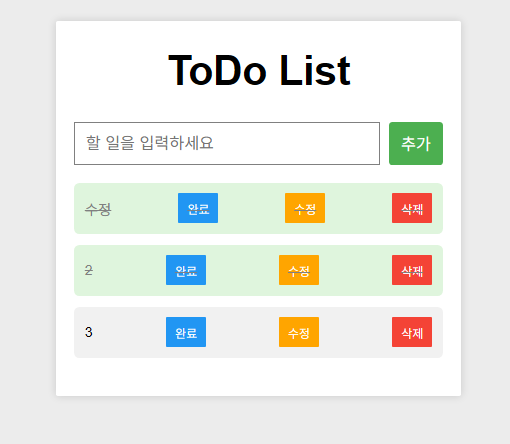 ToDo List
할 일을 입력하세요 추가
수정 완료 수정 삭제
2 완료 수정 삭제
3 완료 수정 삭제